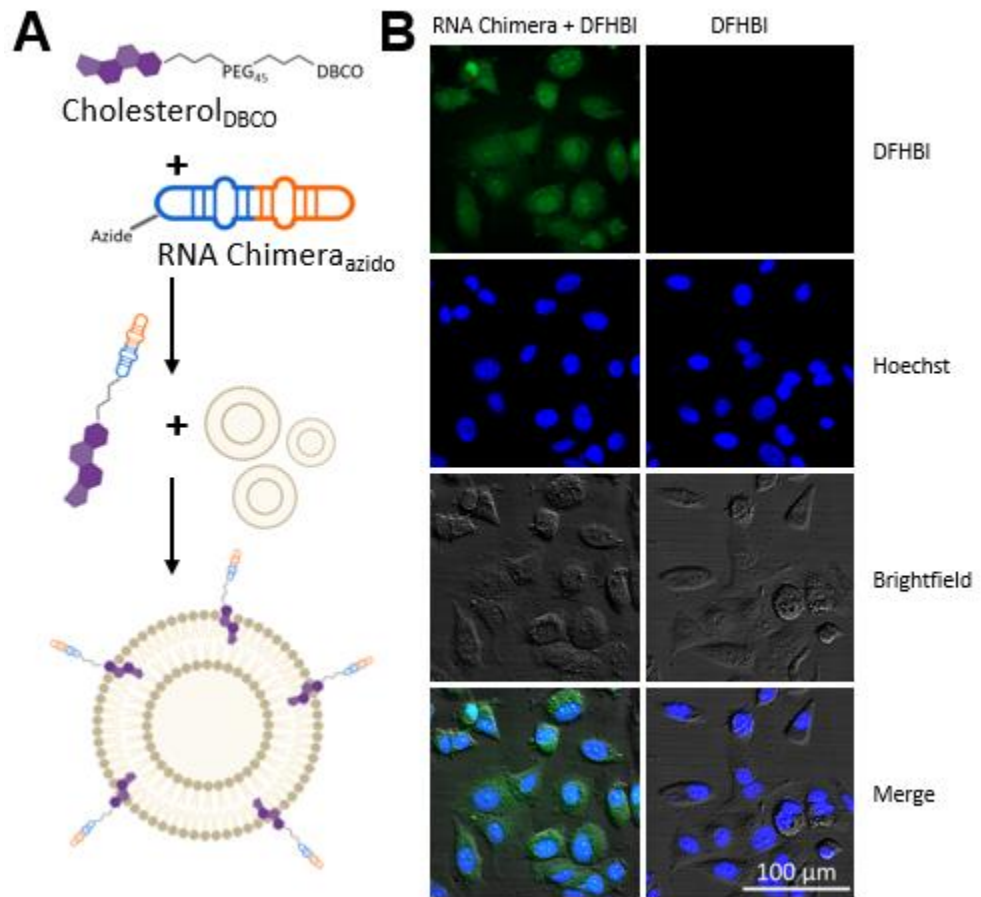 A
PEG45
DBCO
CholesterolDBCO
+
Azide
RNA Chimeraazido
+
B
RNA Chimera + DFHBI
DFHBI
DFHBI
Hoechst
Brightfield
Merge
100 µm